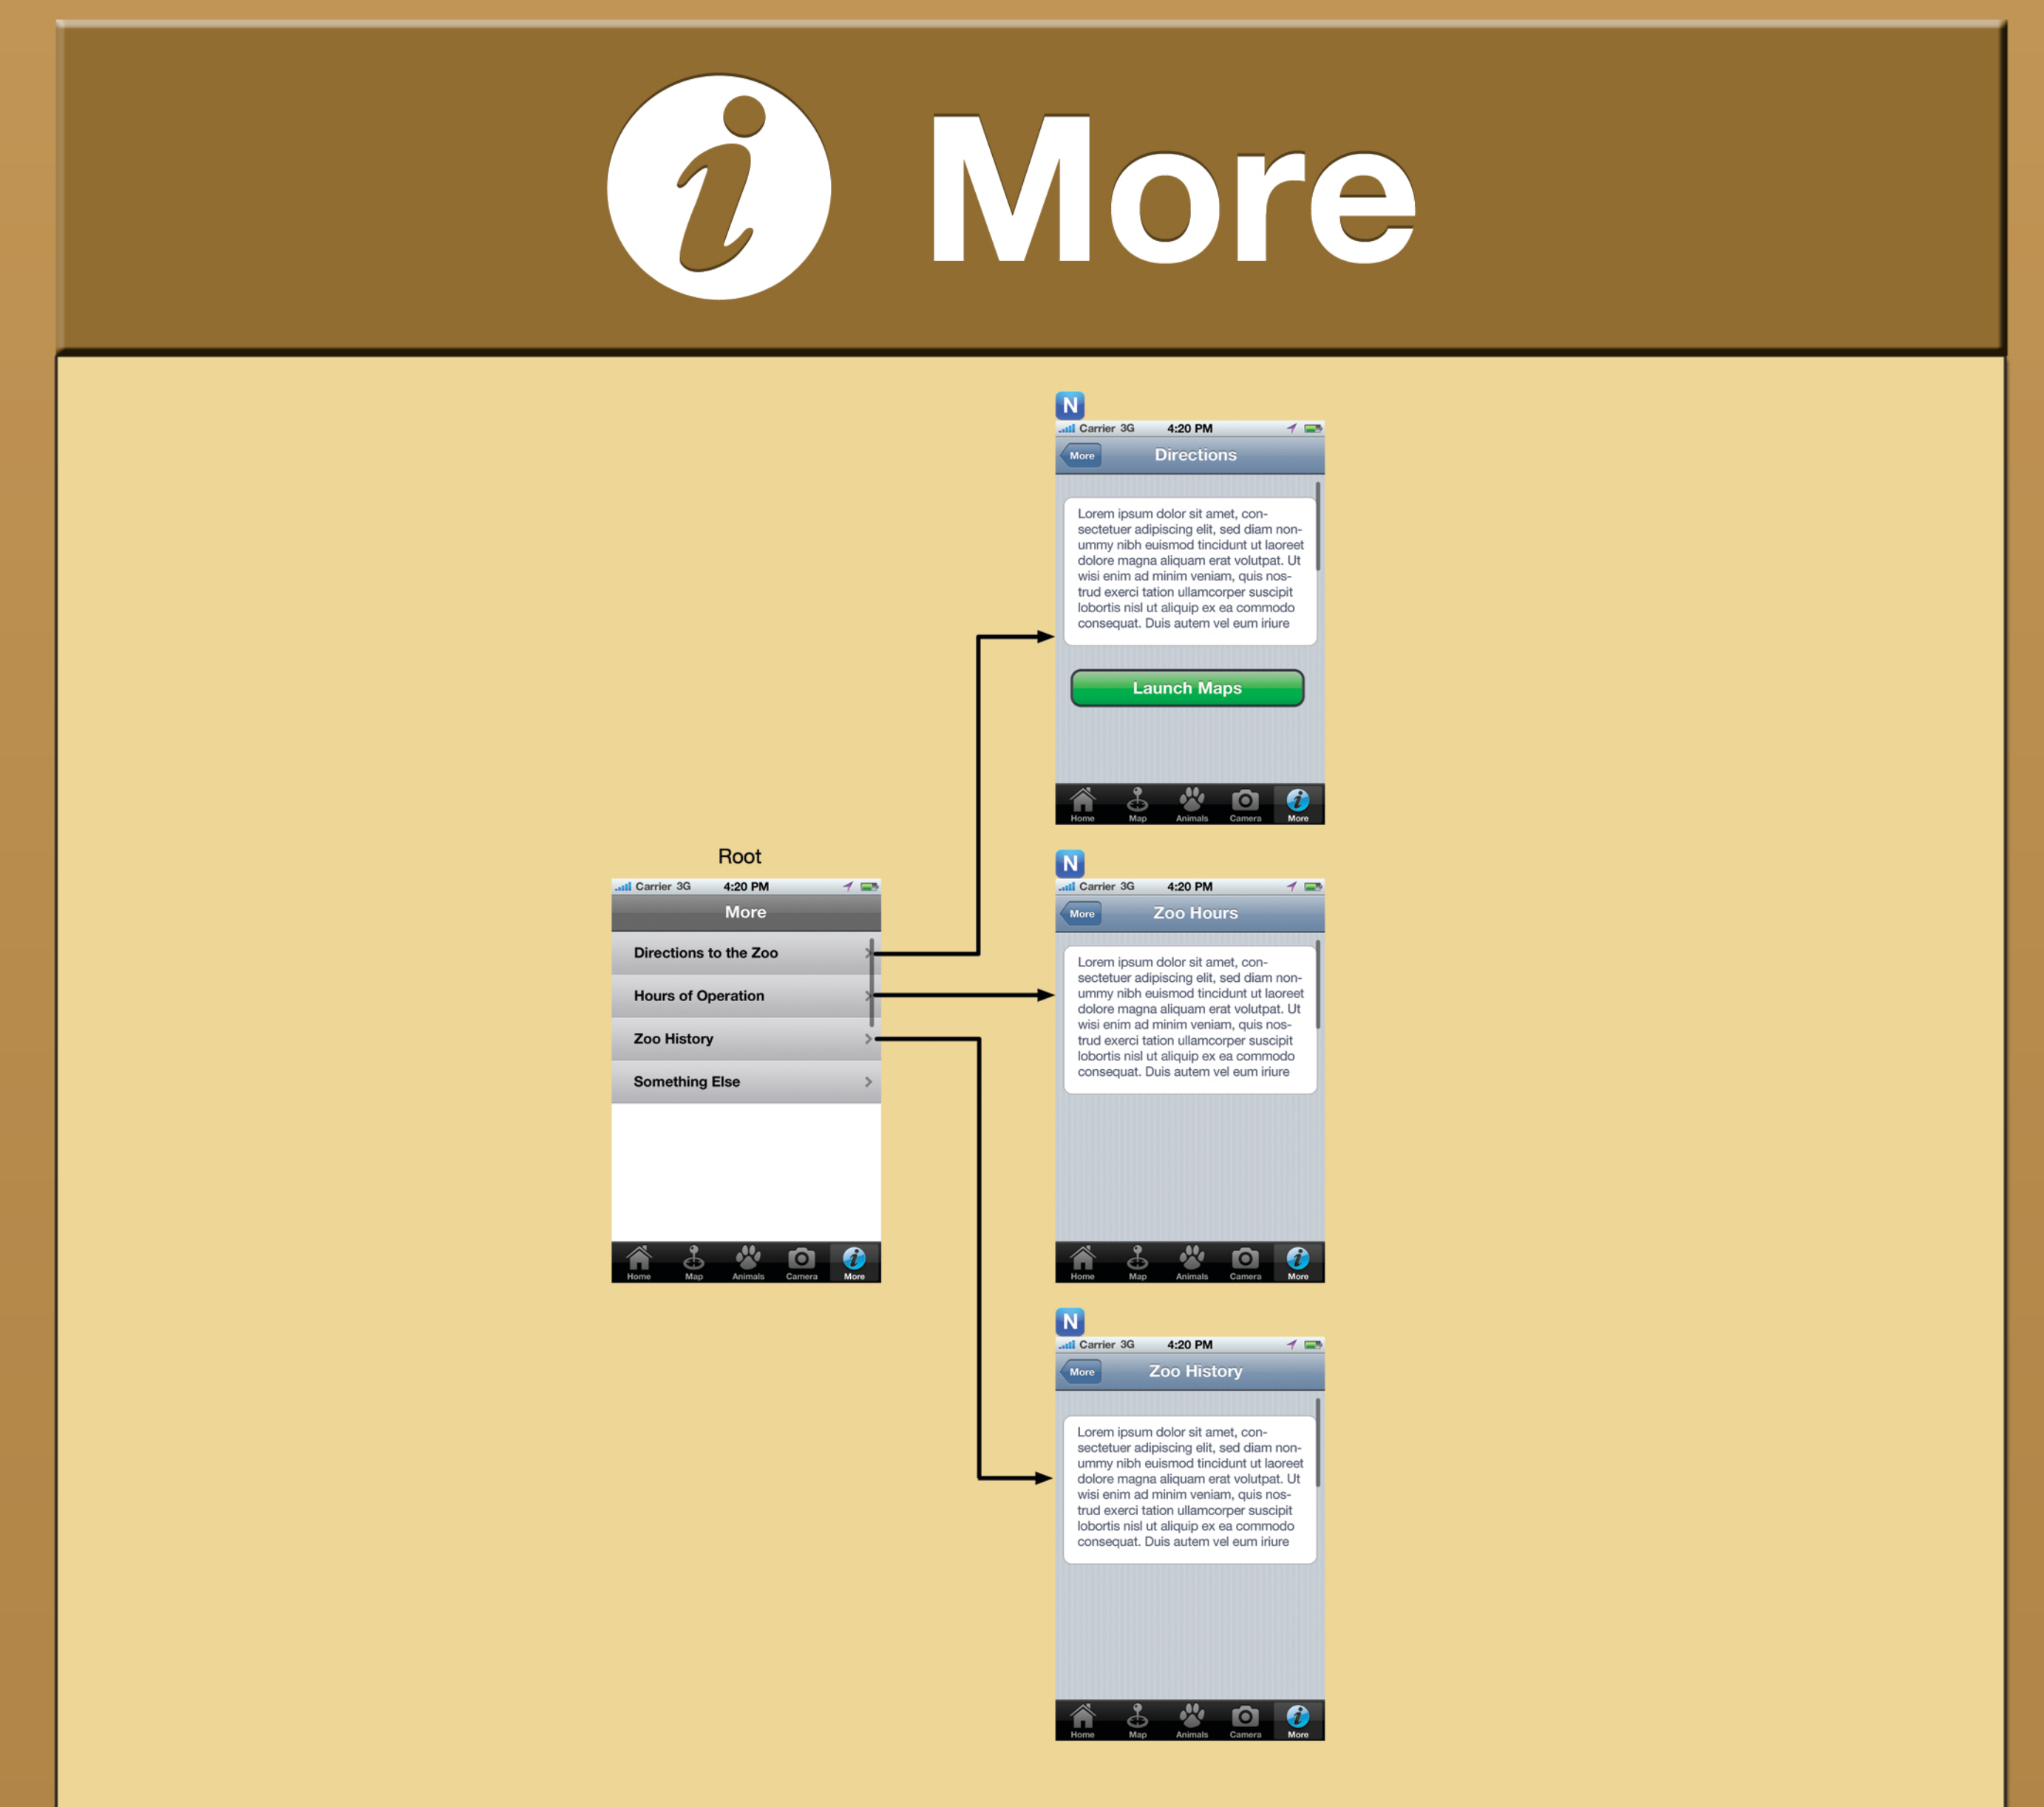 i More
N
Carrier 3G 4:20 PM
More Directions
Lorem ipsum dolor sit amet, con-
sectetuer adipiscing elit, sed diam non-
ummy nibh euismod tincidunt ut laoreet
dolore magna aliquam erat volutpat. Ut
wisi enim ad minim veniam, quis nos-
trud exerci tation ullamcorper suscipit
lobortis nisl ut aliquip ex ea commodo
consequat. Duis autem vel eum iriure
Launch Maps
Home Map Animals Camera More
Root
Carrier 3G 4:20 PM
More
Directions to the Zoo
Hours of Operation
Zoo History
Something Else
Home Map Animals Camera More
N
Carrier 3G 4:20 PM
More Zoo Hours
Lorem ipsum dolor sit amet, con-
sectetuer adipiscing elit, sed diam non-
ummy nibh euismod tincidunt ut laoreet
dolore magna aliquam erat volutpat. Ut
wisi enim ad minim veniam, quis nos-
trud exerci tation ullamcorper suscipit
lobortis nisl ut aliquip ex ea commodo
consequat. Duis autem vel eum iriure
Home Map Animals Camera More
N
Carrier 3G 4:20 PM
More Zoo History
Lorem ipsum dolor sit amet, con-
sectetuer adipiscing elit, sed diam non-
ummy nibh euismod tincidunt ut laoreet
dolore magna aliquam erat volutpat. Ut
wisi enim ad minim veniam, quis nos-
trud exerci tation ullamcorper suscipit
lobortis nisl ut aliquip ex ea commodo
consequat. Duis autem vel eum iriure
Home Map Animals Camera More